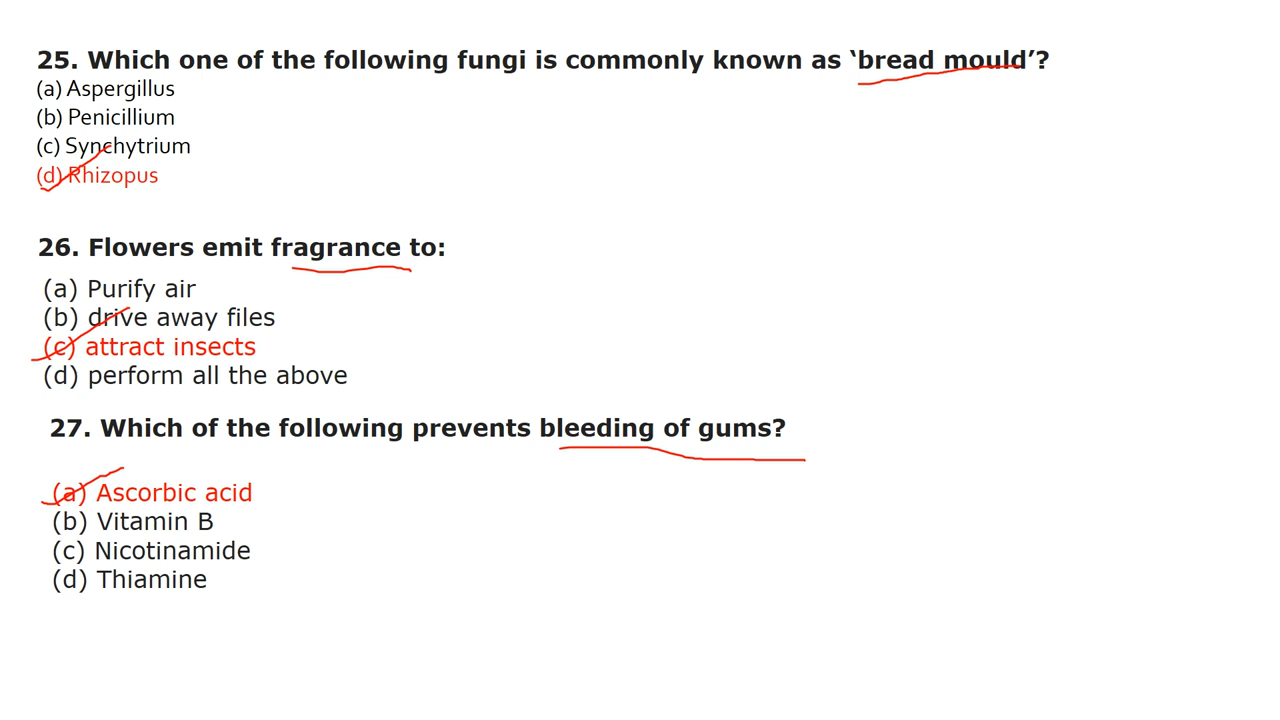 25. Which one of the following fungi is commonly known as ‘bread mould’?
(a) Aspergillus
(b) Penicillium
(c) Synchytrium
(d) Rhizopus
26. Flowers emit fragrance to:
(a) Purify air
(b) drive away files
(c) attract insects
(d) perform all the above
27. Which of the following prevents bleeding of gums?
(a) Ascorbic acid
(b) Vitamin B
(c) Nicotinamide
(d) Thiamine